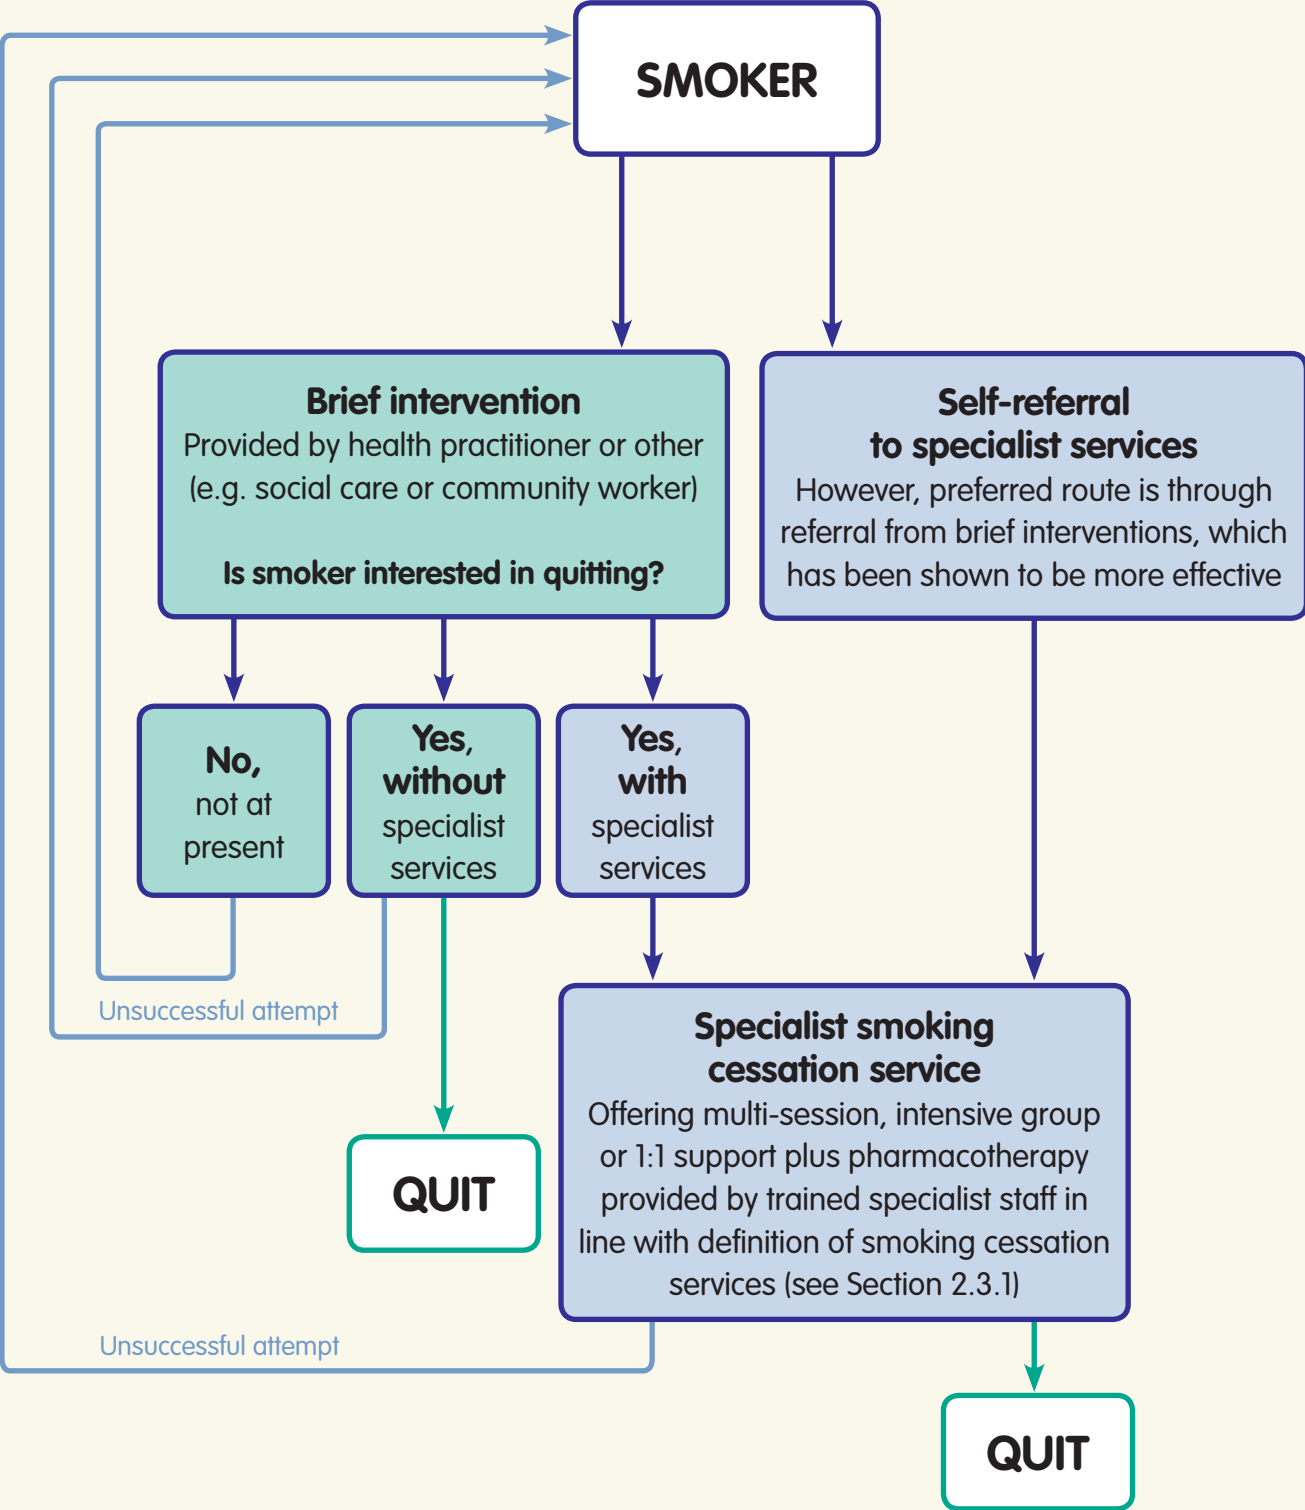 SMOKER
Brief intervention
Provided by health practitioner or other
(e.g. social care or community worker)
Is smoker interested in quitting?
Self-referral
to specialist services
However, preferred route is through
referral from brief interventions, which
has been shown to be more effective
No,
not at
present
Yes,
without
specialist
services
Yes,
with
specialist
services
Unsuccessful attempt
Specialist smoking
cessation service
Offering multi-session, intensive group
or 1:1 support plus pharmacotherapy
provided by trained specialist staff in
line with definition of smoking cessation
services (see Section 2.3.1)
QUIT
Unsuccessful attempt
QUIT